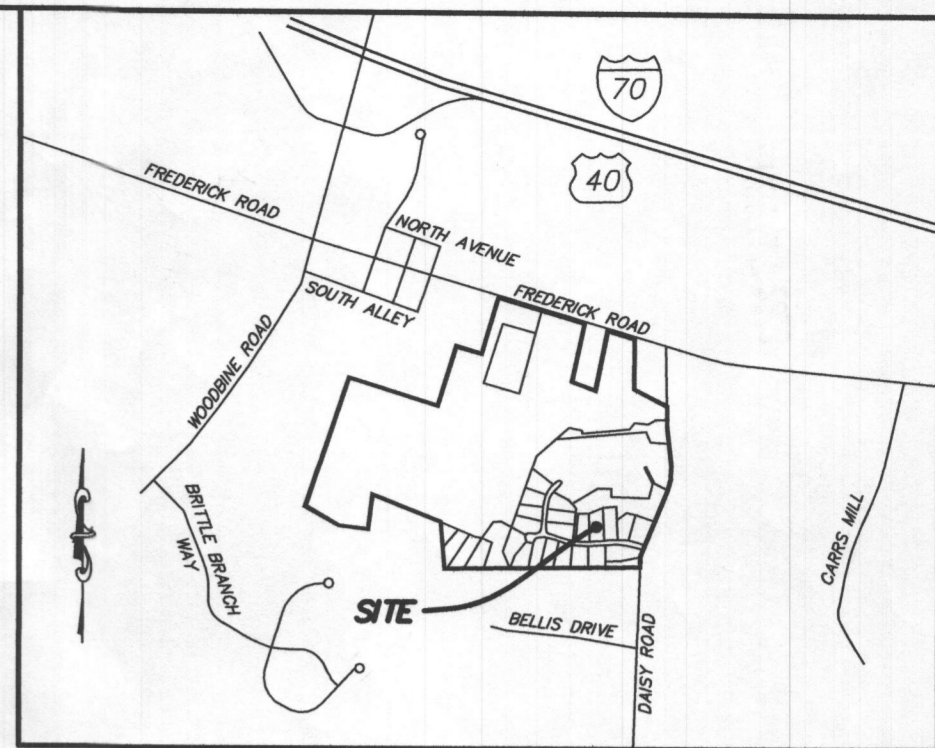 70
40
FREDERICK ROAD
NORTH AVENUE
SOUTH ALLEY
FREDERICK ROAD
WOODBINE ROAD
BRITTLE BRANCH
WAY
SITE
BELLIS DRIVE
DAISY ROAD
CARRS MILL